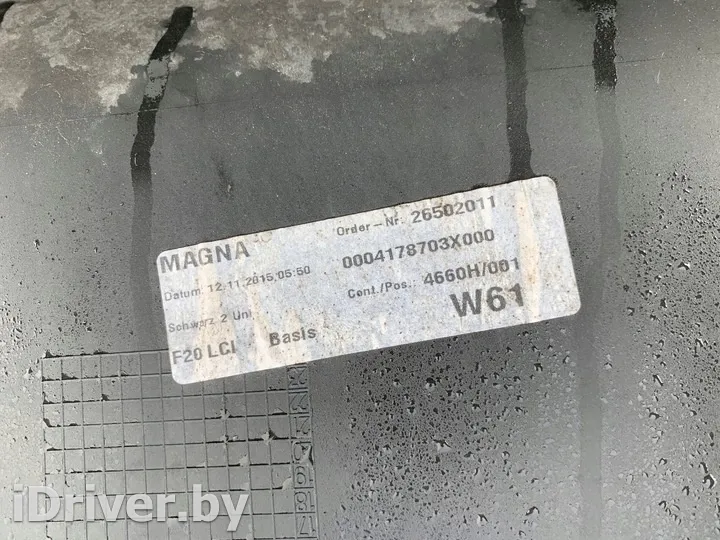 MAGNA
Order-Nr: 26502011
Datum: 12.11.2015,05:50
0004178703X000
Schwarz 2 Uni
Cont./Pos.: 4660H/001
F20 LCI Basis
W61
iDriver.by